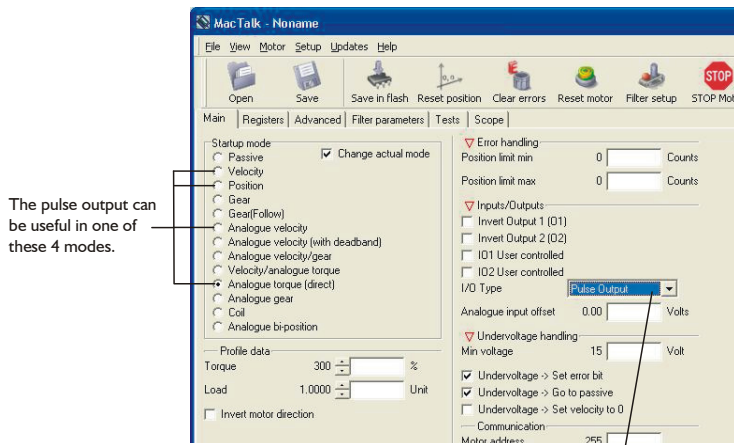 MacTalk - Noname
File View Motor Setup Updates Help
Open Save Save in flash Reset position Clear errors Reset motor Filter setup STOP Mot
STOP
Main Registers Advanced Filter parameters Tests Scope
Startup mode
Passive
Change actual mode
Velocity
Position
Gear
Gear(Follow)
Analogue velocity
Analogue velocity (with deadband)
Analogue velocity/gear
Velocity/analogue torque
Analogue torque (direct)
Analogue gear
Coil
Analogue bi-position
The pulse output can
be useful in one of
these 4 modes.
Profile data
Torque 300 %
Load 1.0000 Unit
Invert motor direction
Error handling
Position limit min 0 Counts
Position limit max 0 Counts
Inputs/Outputs
Invert Output 1 (O1)
Invert Output 2 (O2)
IO1 User controlled
IO2 User controlled
I/O Type Pulse Output
Analogue input offset 0.00 Volts
Undervoltage handling
Min voltage 15 Volt
Undervoltage -> Set error bit
Undervoltage -> Go to passive
Undervoltage -> Set velocity to 0
Communication
Motor address 255